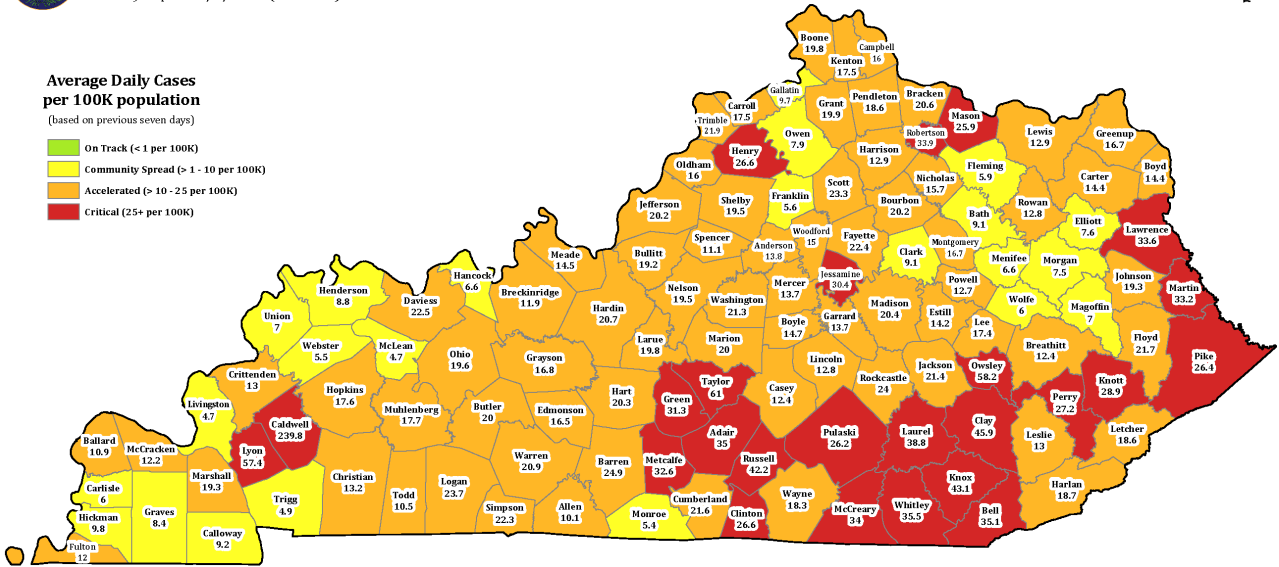 Average Daily Cases
per 100K population
(based on previous seven days)
On Track (< 1 per 100K)
Community Spread (> 1 - 10 per 100K)
Accelerated (> 10 - 25 per 100K)
Critical (25+ per 100K)
Boone
19.8
Kenton
17.5
Campbell
16
Gallatin
9.7
Carroll
17.5
Trimble
21.9
Grant
19.9
Pendleton
18.6
Bracken
20.6
Mason
25.9
Robertson
33.9
Lewis
12.9
Greenup
16.7
Owen
7.9
Henry
26.6
Oldham
16
Harrison
12.9
Fleming
5.9
Nicholas
15.7
Carter
14.4
Boyd
14.4
Jefferson
20.2
Shelby
19.5
Franklin
5.6
Scott
23.3
Bourbon
20.2
Bath
9.1
Rowan
12.8
Elliott
7.6
Lawrence
33.6
Spencer
11.1
Anderson
13.8
Woodford
15
Fayette
22.4
Clark
9.1
Montgomery
16.7
Menifee
6.6
Morgan
7.5
Johnson
19.3
Martin
33.2
Meade
14.5
Bullitt
19.2
Hancock
6.6
Breckinridge
11.9
Hardin
20.7
Nelson
19.5
Washington
21.3
Mercer
13.7
Jessamine
30.4
Garrard
13.7
Madison
20.4
Powell
12.7
Estill
14.2
Wolfe
6
Magoffin
7
Lee
17.4
Floyd
21.7
Pike
26.4
Henderson
8.8
Daviess
22.5
Union
7
Webster
5.5
McLean
4.7
Ohio
19.6
Grayson
16.8
Larue
19.8
Marion
20
Boyle
14.7
Lincoln
12.8
Rockcastle
24
Jackson
21.4
Owsley
58.2
Breathitt
12.4
Knott
28.9
Perry
27.2
Crittenden
13
Hopkins
17.6
Muhlenberg
17.7
Butler
20
Edmonson
16.5
Hart
20.3
Green
31.3
Taylor
61
Casey
12.4
Livingston
4.7
Caldwell
239.8
Lyon
57.4
Adair
35
Russell
42.2
Pulaski
26.2
Laurel
38.8
Clay
45.9
Leslie
13
Letcher
18.6
Ballard
10.9
McCracken
12.2
Marshall
19.3
Christian
13.2
Todd
10.5
Logan
23.7
Warren
20.9
Barren
24.9
Metcalfe
32.6
Knox
43.1
Harlan
18.7
Carlisle
6
Graves
8.4
Trigg
4.9
Simpson
22.3
Allen
10.1
Monroe
5.4
Cumberland
21.6
Clinton
26.6
Wayne
18.3
McCreary
34
Whitley
35.5
Bell
35.1
Hickman
9.8
Calloway
9.2
Fulton
12